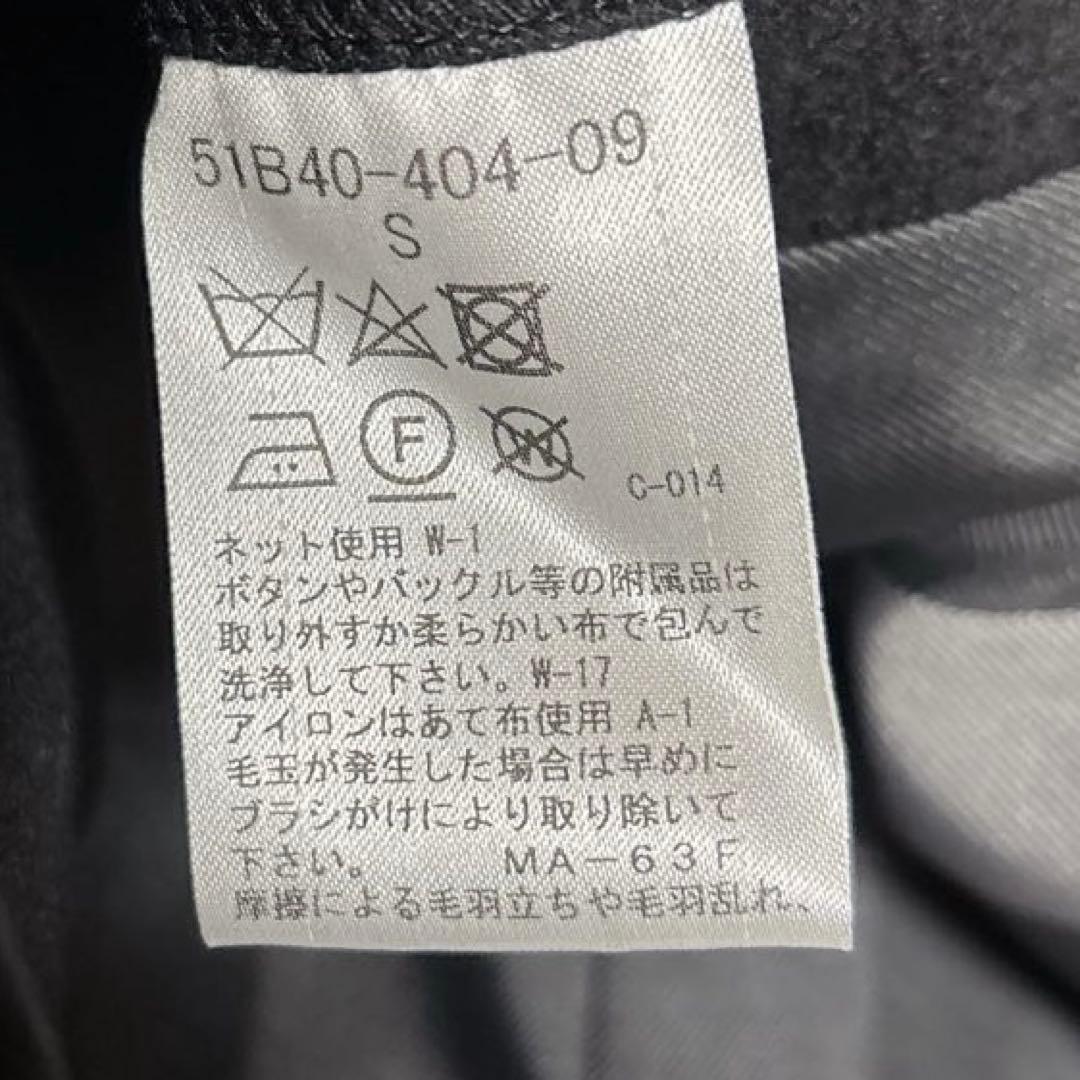 51B40-404-09
S
F
W
C-014
ネット使用 W-1
ボタンやバックル等の附属品は
取り外すか柔らかい布で包んで
洗浄して下さい。W-17
アイロンはあて布使用 A-1
毛玉が発生した場合は早めに
ブラシがけにより取り除いて
下さい。 MA-63F
摩擦による毛羽立ちや毛羽乱れ、